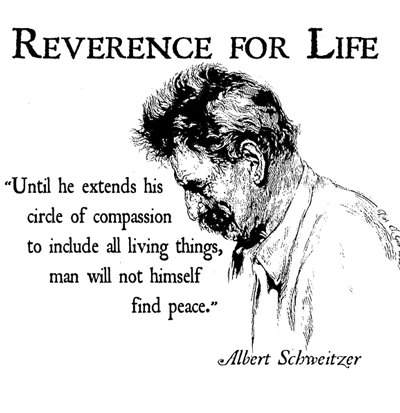 REVERENCE FOR LIFE
“Until he extends his
circle of compassion
to include all living things,
man will not himself
find peace.”
Albert Schweitzer